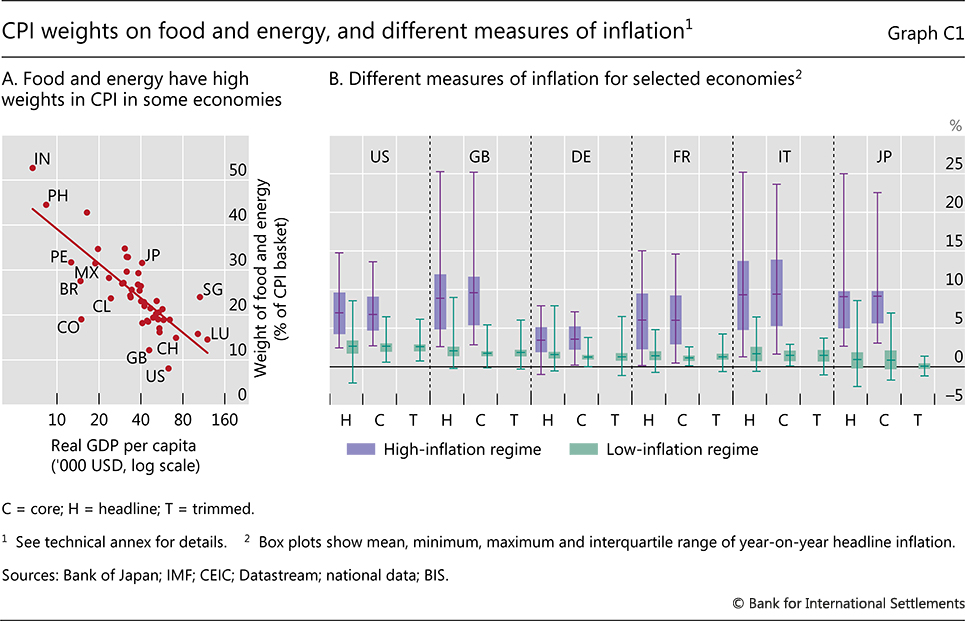 CPI weights on food and energy, and different measures of inflation1
Graph C1
A. Food and energy have high
weights in CPI in some economies
IN
PH
PE
MX
BR
CL
CO
JP
SG
LU
CH
GB
US
50
40
30
20
10
0
Weight of food and energy
(% of CPI basket)
10 20 40 80 160
Real GDP per capita
('000 USD, log scale)
B. Different measures of inflation for selected economies2
%
US GB DE FR IT JP
25
20
15
10
5
0
–5
H C T H C T H C T H C T H C T H C T
High-inflation regime Low-inflation regime
C = core; H = headline; T = trimmed.
1 See technical annex for details. 2 Box plots show mean, minimum, maximum and interquartile range of year-on-year headline inflation.
Sources: Bank of Japan; IMF; CEIC; Datastream; national data; BIS.
© Bank for International Settlements